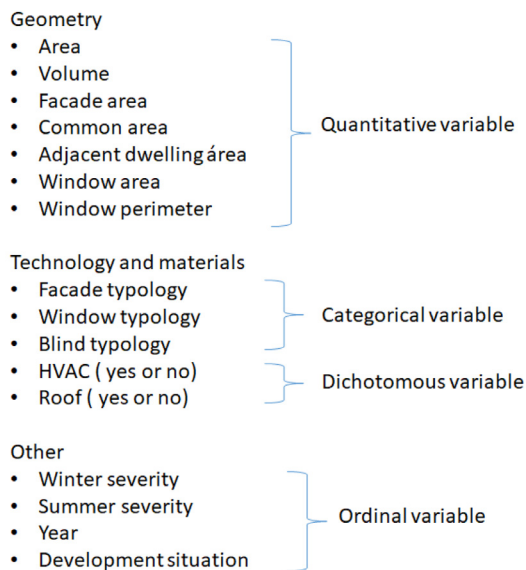 Geometry
• Area
• Volume
• Facade area
• Common area
• Adjacent dwelling área
• Window area
• Window perimeter
Quantitative variable
Technology and materials
• Facade typology
• Window typology
• Blind typology
Categorical variable
• HVAC ( yes or no)
• Roof ( yes or no)
Dichotomous variable
Other
• Winter severity
• Summer severity
• Year
• Development situation
Ordinal variable